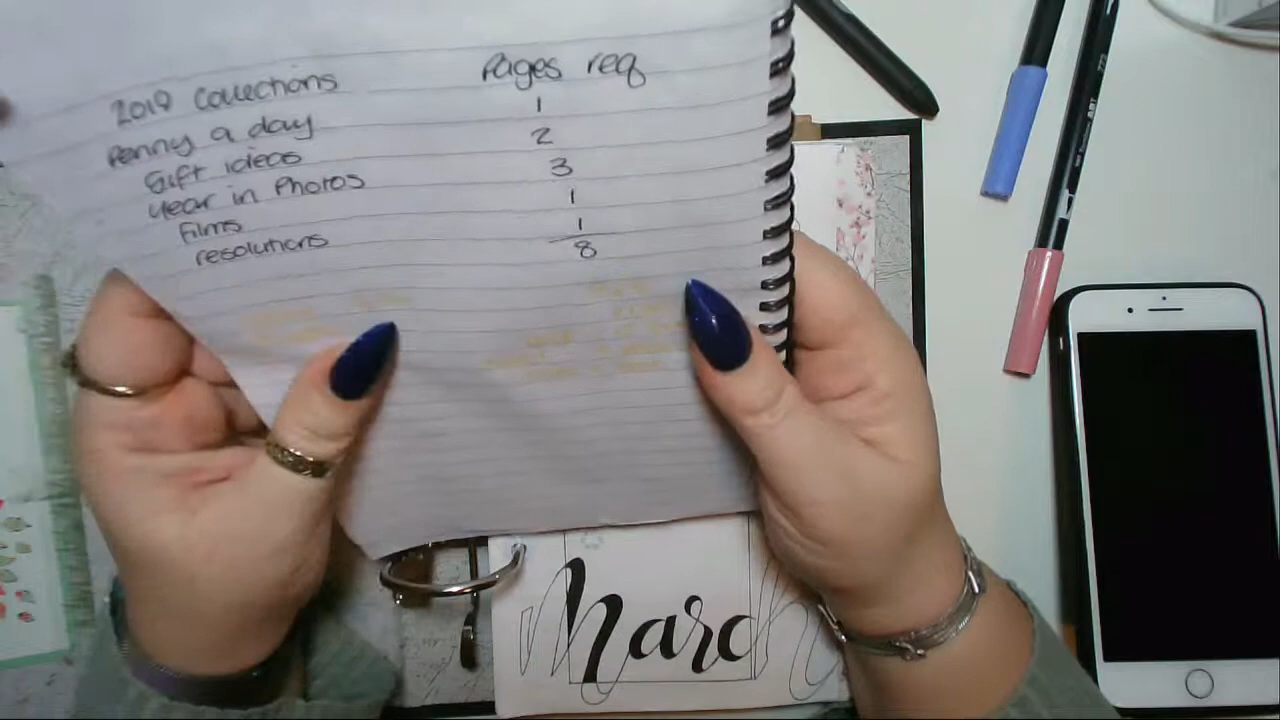 2019 Collections Pages req
Penny a day 1
Gift ideas 2
Year in Photos 3
Films 1
resolutions 1
8
March